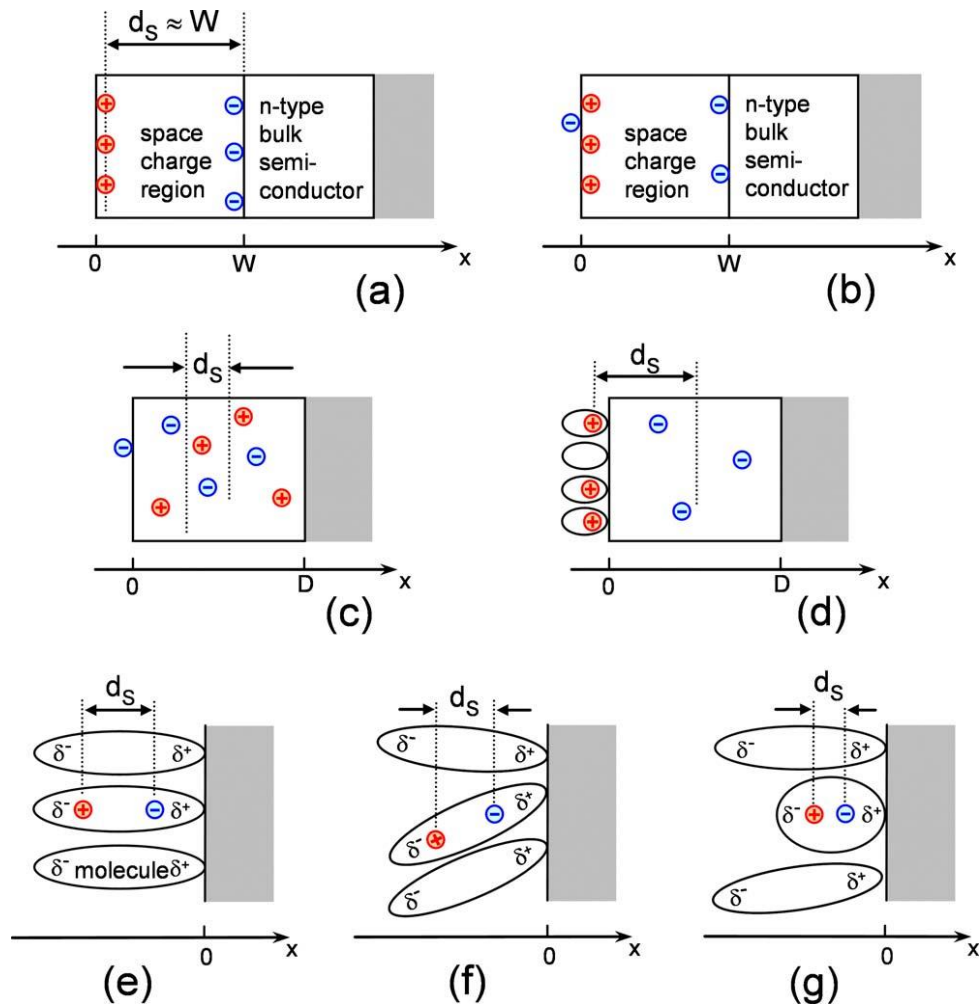 d_S ≈ W
+ − n-type
+ space − bulk
charge semi-
+ region − conductor
0 W x
(a)
− + − n-type
+ space bulk
charge − semi-
+ region conductor
0 W x
(b)
d_S
+
− − +
+ −
+ − +
0 D x
(c)
d_S
+ −
−
+
+ −
0 D x
(d)
d_S
δ⁻ δ⁺
δ⁻ + − δ⁺
δ⁻ molecule δ⁺
0 x
(e)
d_S
δ⁻ δ⁺
δ⁻ + − δ⁺
δ⁻ δ⁺
0 x
(f)
d_S
δ⁻ δ⁺
δ⁻ + − δ⁺
δ⁻ δ⁺
0 x
(g)